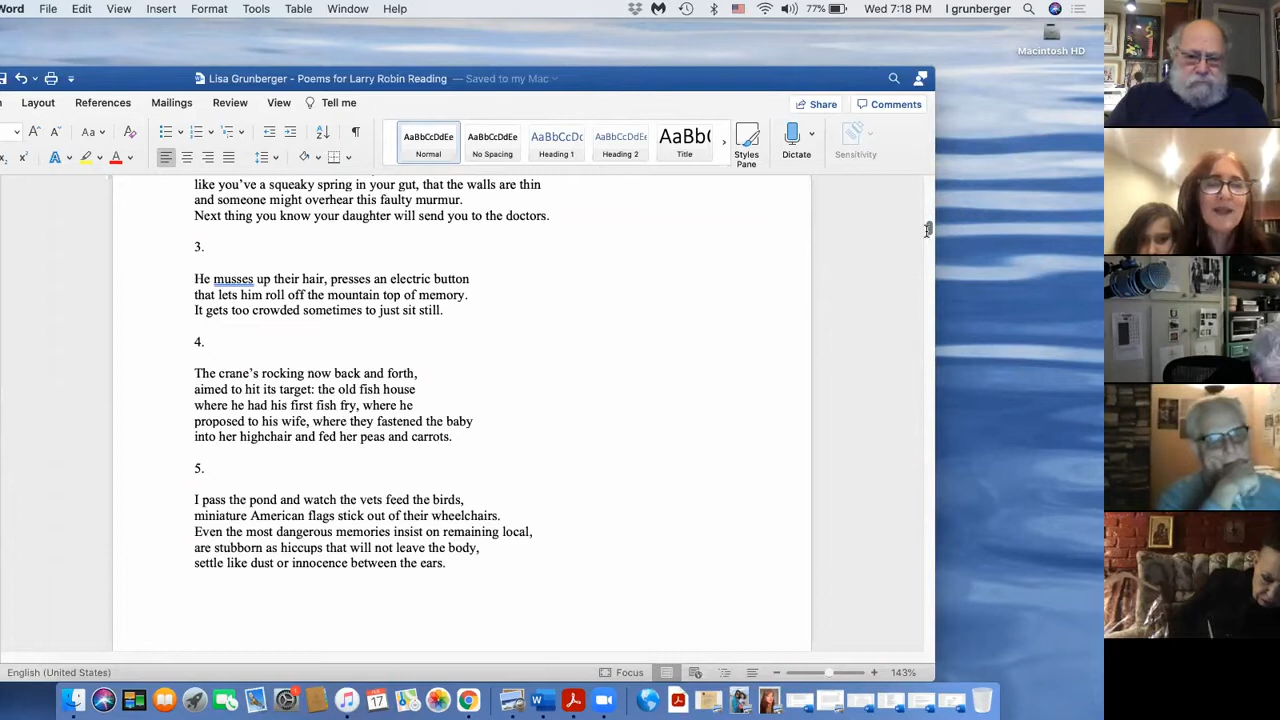 Word File Edit View Insert Format Tools Table Window Help 77% Wed 7:18 PM l grunberger
Macintosh HD
Lisa Grunberger - Poems for Larry Robin Reading — Saved to my Mac
Layout References Mailings Review View Tell me Share Comments
AaBbCcDdEe AaBbCcDdEe AaBbCcDc AaBbCcDdEe AaBb(
Normal No Spacing Heading 1 Heading 2 Title Styles Pane Dictate Sensitivity
like you've a squeaky spring in your gut, that the walls are thin
and someone might overhear this faulty murmur.
Next thing you know your daughter will send you to the doctors.
3.
He musses up their hair, presses an electric button
that lets him roll off the mountain top of memory.
It gets too crowded sometimes to just sit still.
4.
The crane's rocking now back and forth,
aimed to hit its target: the old fish house
where he had his first fish fry, where he
proposed to his wife, where they fastened the baby
into her highchair and fed her peas and carrots.
5.
I pass the pond and watch the vets feed the birds,
miniature American flags stick out of their wheelchairs.
Even the most dangerous memories insist on remaining local,
are stubborn as hiccups that will not leave the body,
settle like dust or innocence between the ears.
English (United States) Focus 143%
17